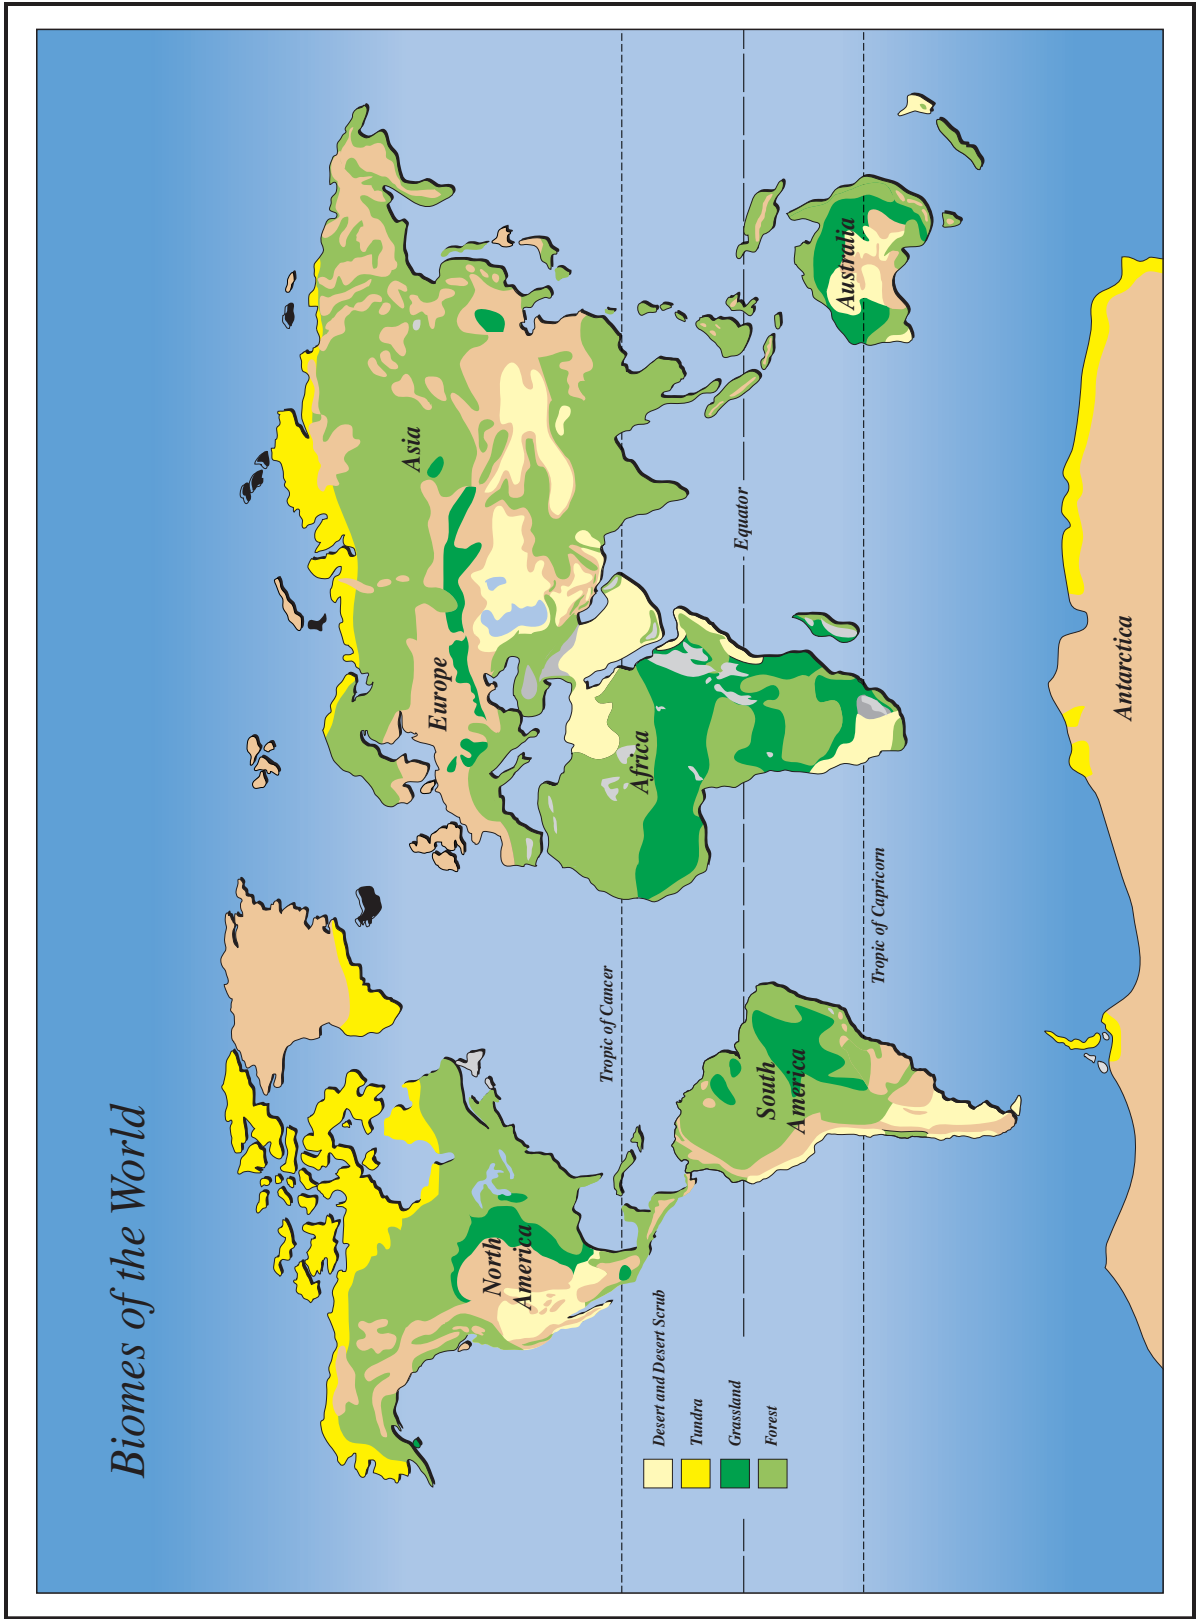 Biomes of the World
Asia
Europe
Africa
Australia
North
America
South
America
Antarctica
Tropic of Cancer
Equator
Tropic of Capricorn
Desert and Desert Scrub
Tundra
Grassland
Forest